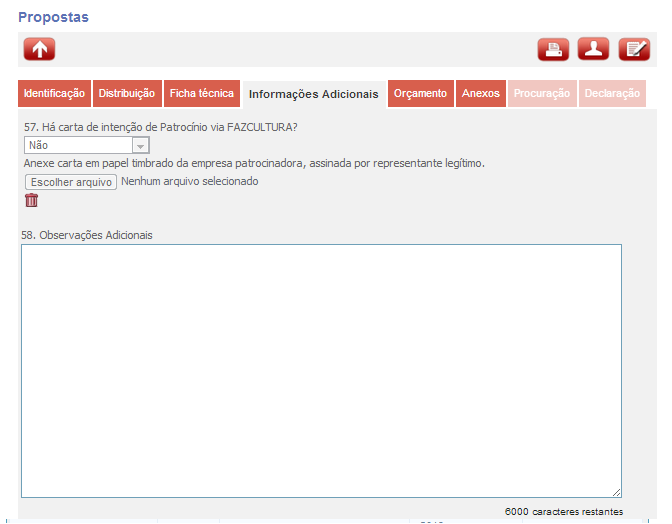 Propostas
Identificação Distribuição Ficha técnica Informações Adicionais Orçamento Anexos Procuração Declaração
57. Há carta de intenção de Patrocínio via FAZCULTURA?
Não
Anexe carta em papel timbrado da empresa patrocinadora, assinada por representante legítimo.
Escolher arquivo Nenhum arquivo selecionado
58. Observações Adicionais
6000 caracteres restantes